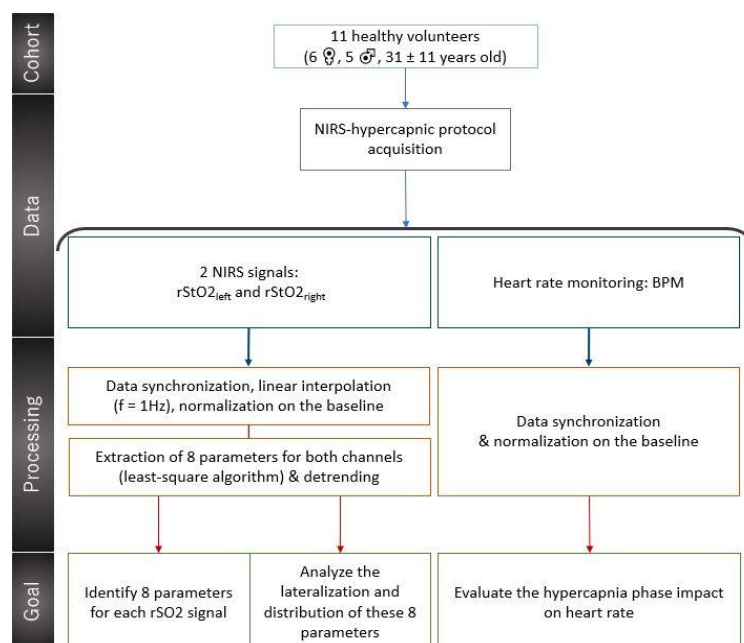 Cohort
11 healthy volunteers
(6 ♀, 5 ♂, 31 ± 11 years old)
Data
NIRS-hypercapnic protocol
acquisition
2 NIRS signals:
rStO2left and rStO2right
Heart rate monitoring: BPM
Processing
Data synchronization, linear interpolation
(f = 1Hz), normalization on the baseline
Extraction of 8 parameters for both channels
(least-square algorithm) & detrending
Data synchronization
& normalization on the baseline
Goal
Identify 8 parameters
for each rSO2 signal
Analyze the
lateralization and
distribution of these 8
parameters
Evaluate the hypercapnia phase impact
on heart rate